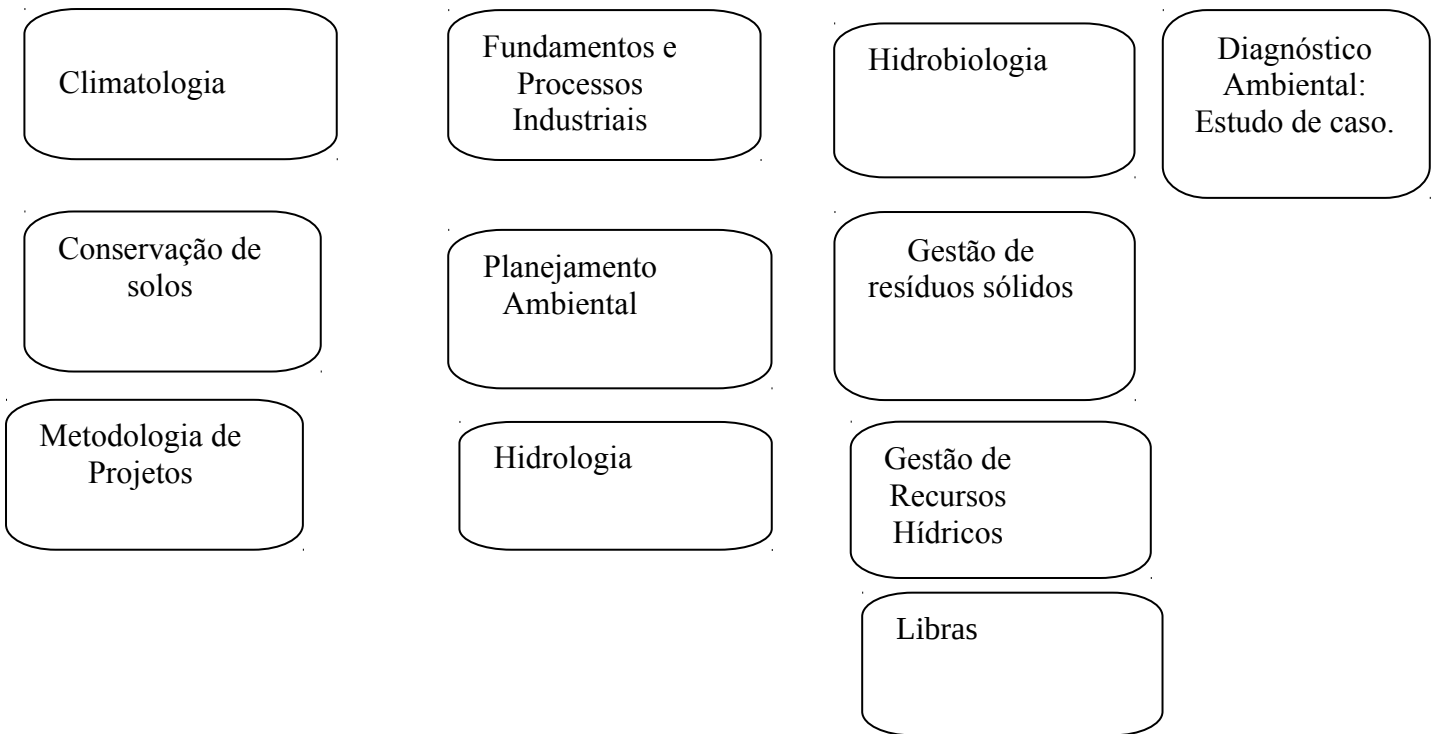 Climatologia
Fundamentos e
Processos
Industriais
Hidrobiologia
Diagnóstico
Ambiental:
Estudo de caso.
Conservação de
solos
Planejamento
Ambiental
Gestão de
resíduos sólidos
Metodologia de
Projetos
Hidrologia
Gestão de
Recursos
Hídricos
Libras